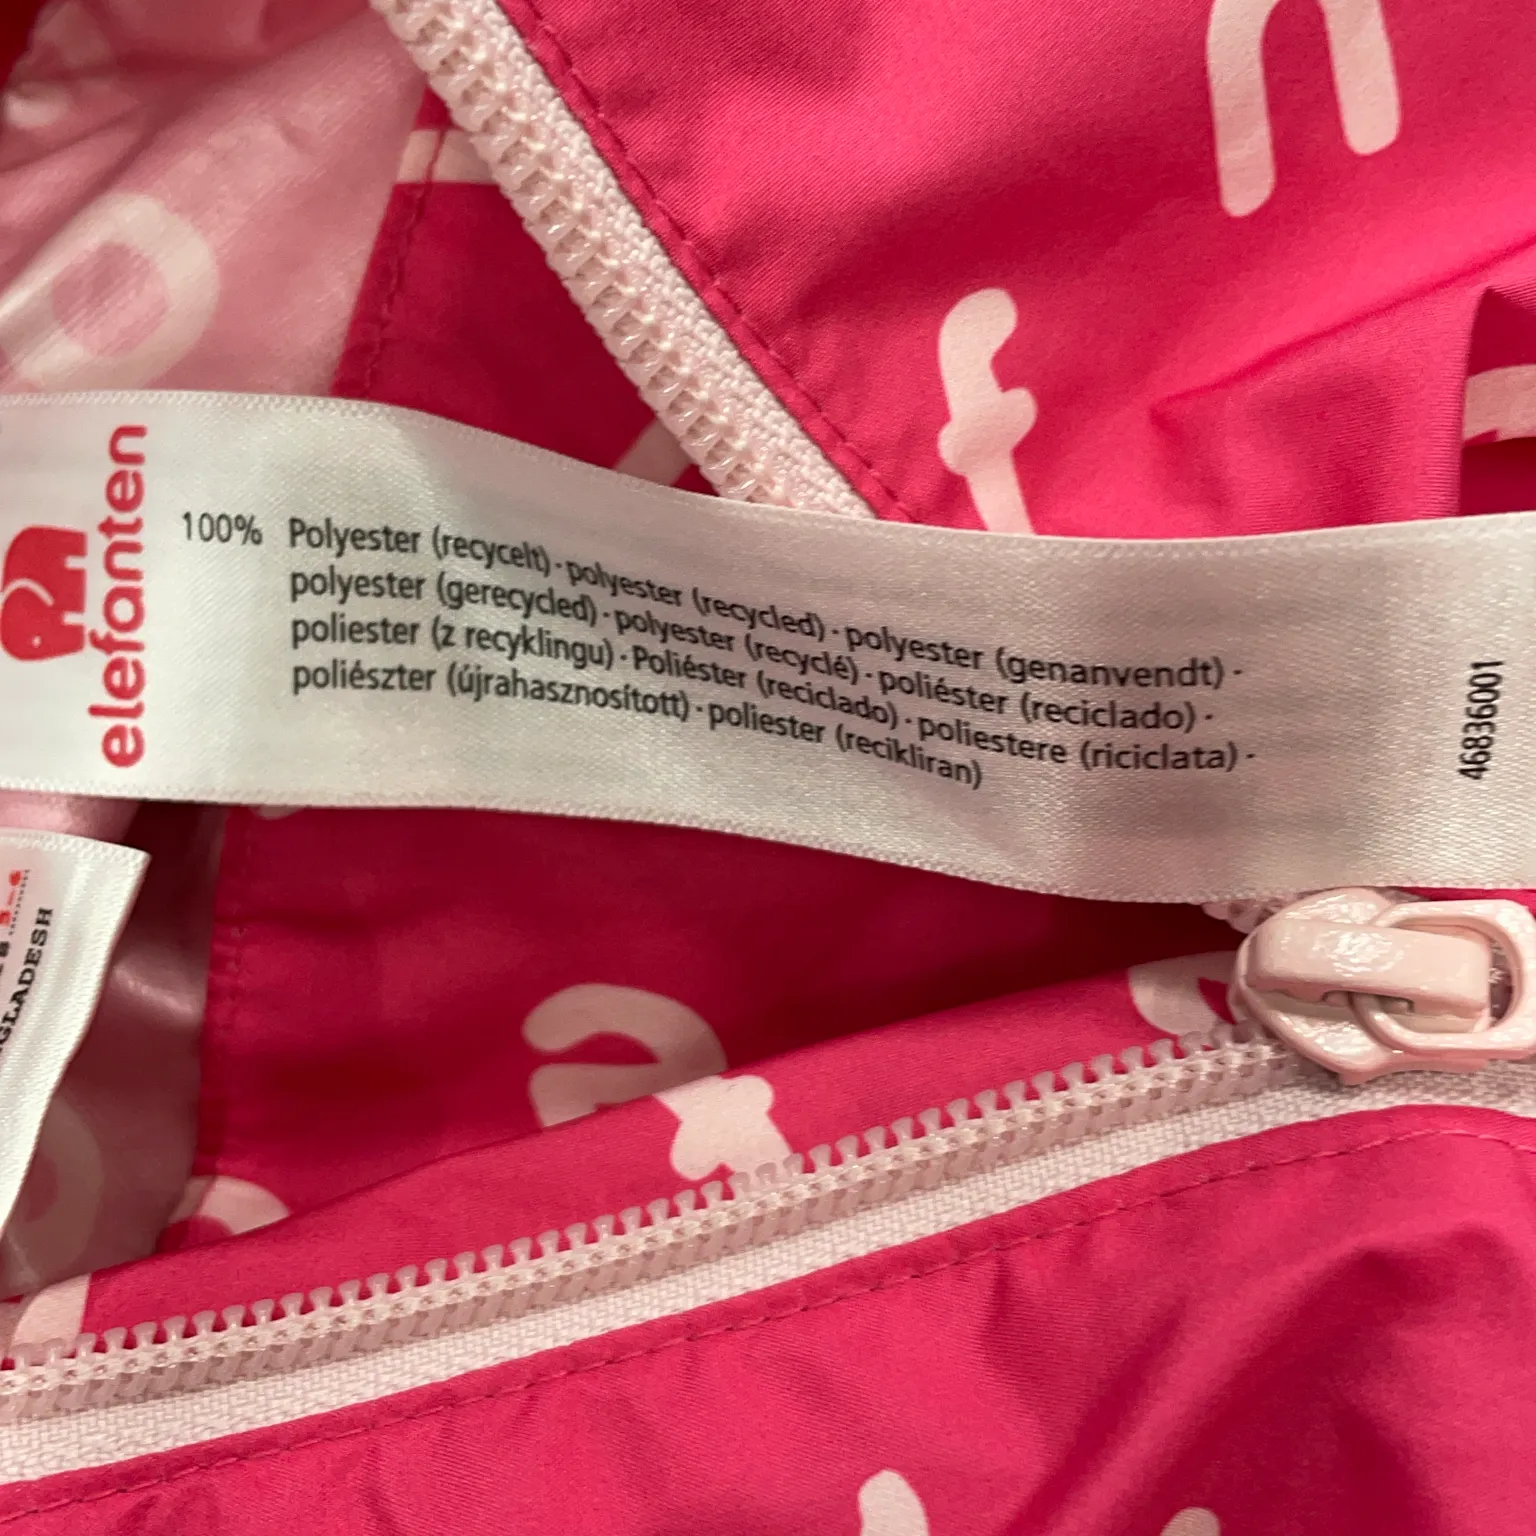 elefanten
100% Polyester (recycelt) · polyester (recycled) · polyester (genanvendt) ·
polyester (gerecycled) · polyester (recyclé) · poliéster (reciclado) ·
poliester (z recyklingu) · Poliéster (reciclado) · poliestere (riciclata) ·
poliészter (újrahasznosított) · poliester (recikliran)
46836001